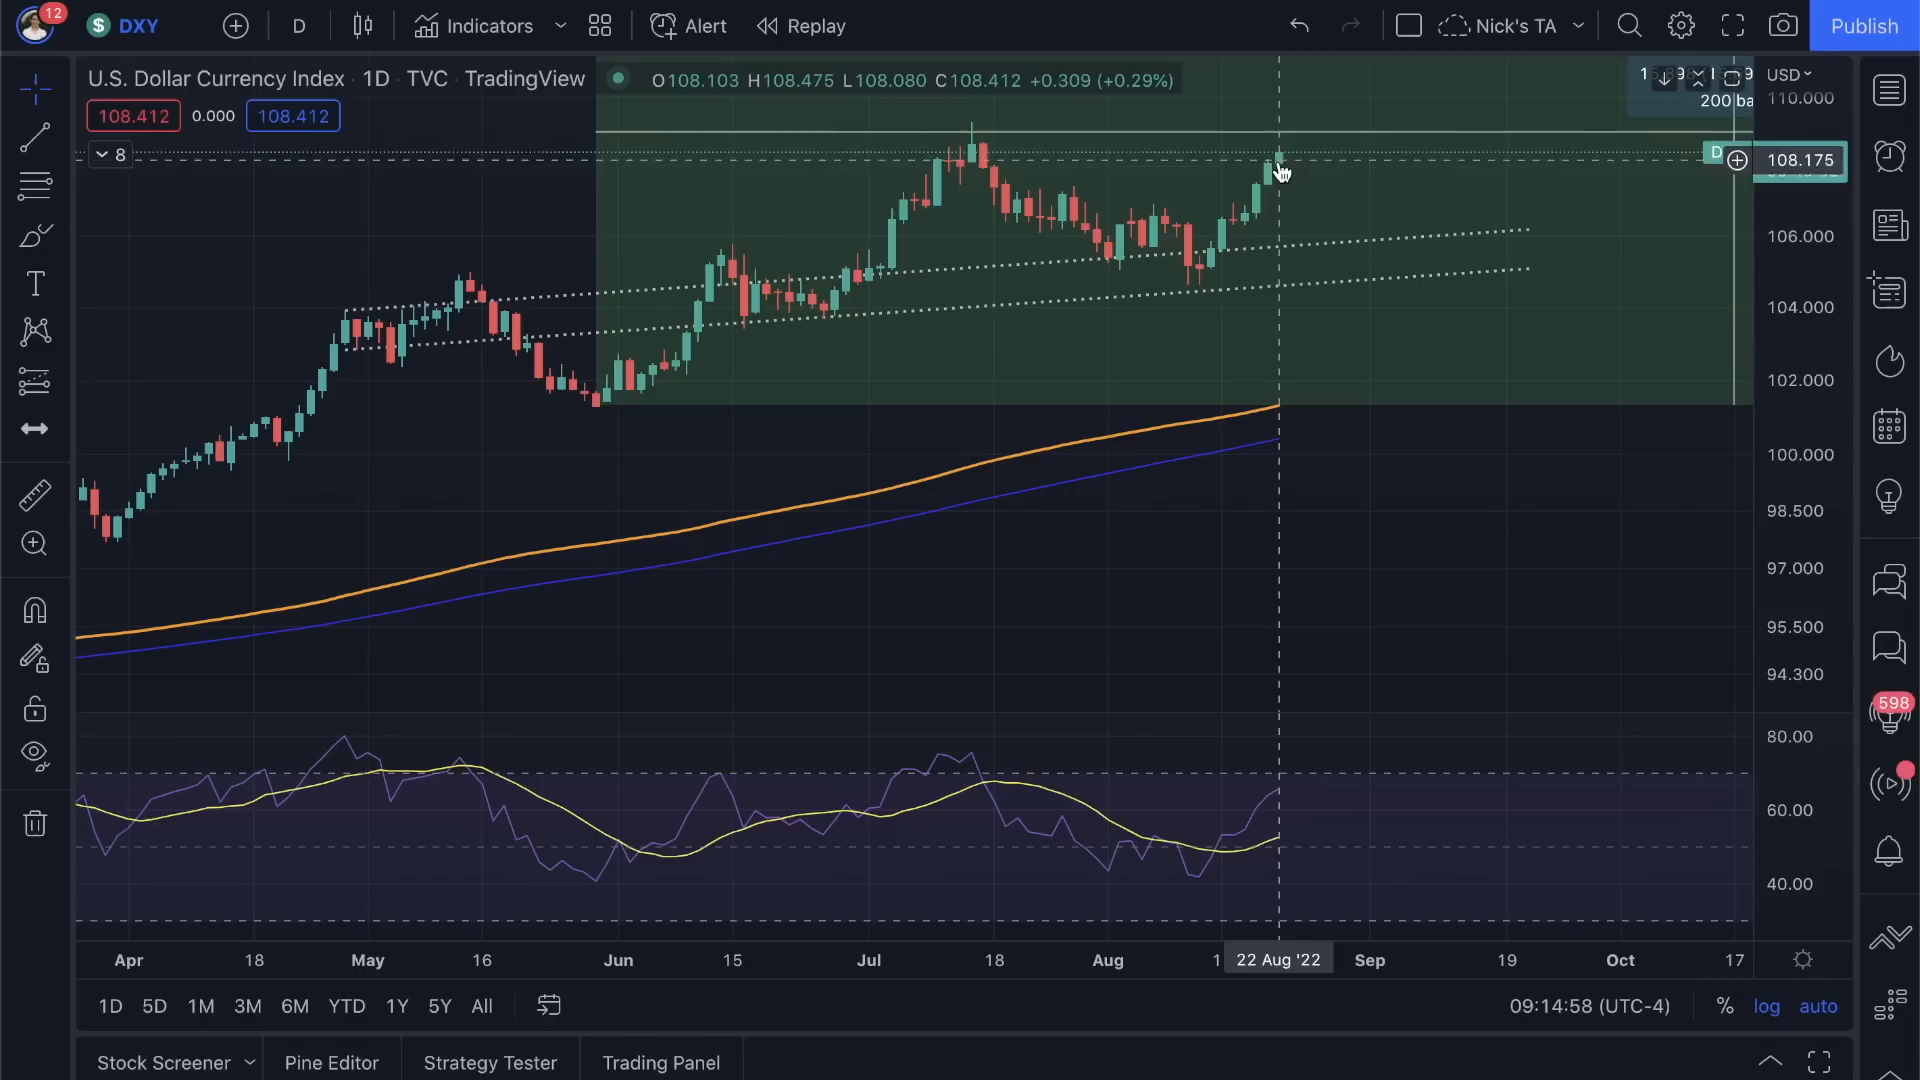 12
$ DXY D Indicators Alert Replay Nick's TA Publish
U.S. Dollar Currency Index · 1D · TVC · TradingView O108.103 H108.475 L108.080 C108.412 +0.309 (+0.29%)
USD
200 ba
110.000
108.412 0.000 108.412
8
D 108.175
106.000
104.000
102.000
100.000
98.500
97.000
95.500
94.300
598
80.00
60.00
40.00
Apr 18 May 16 Jun 15 Jul 18 Aug 1 22 Aug '22 Sep 19 Oct 17
1D 5D 1M 3M 6M YTD 1Y 5Y All 09:14:58 (UTC-4) % log auto
Stock Screener Pine Editor Strategy Tester Trading Panel